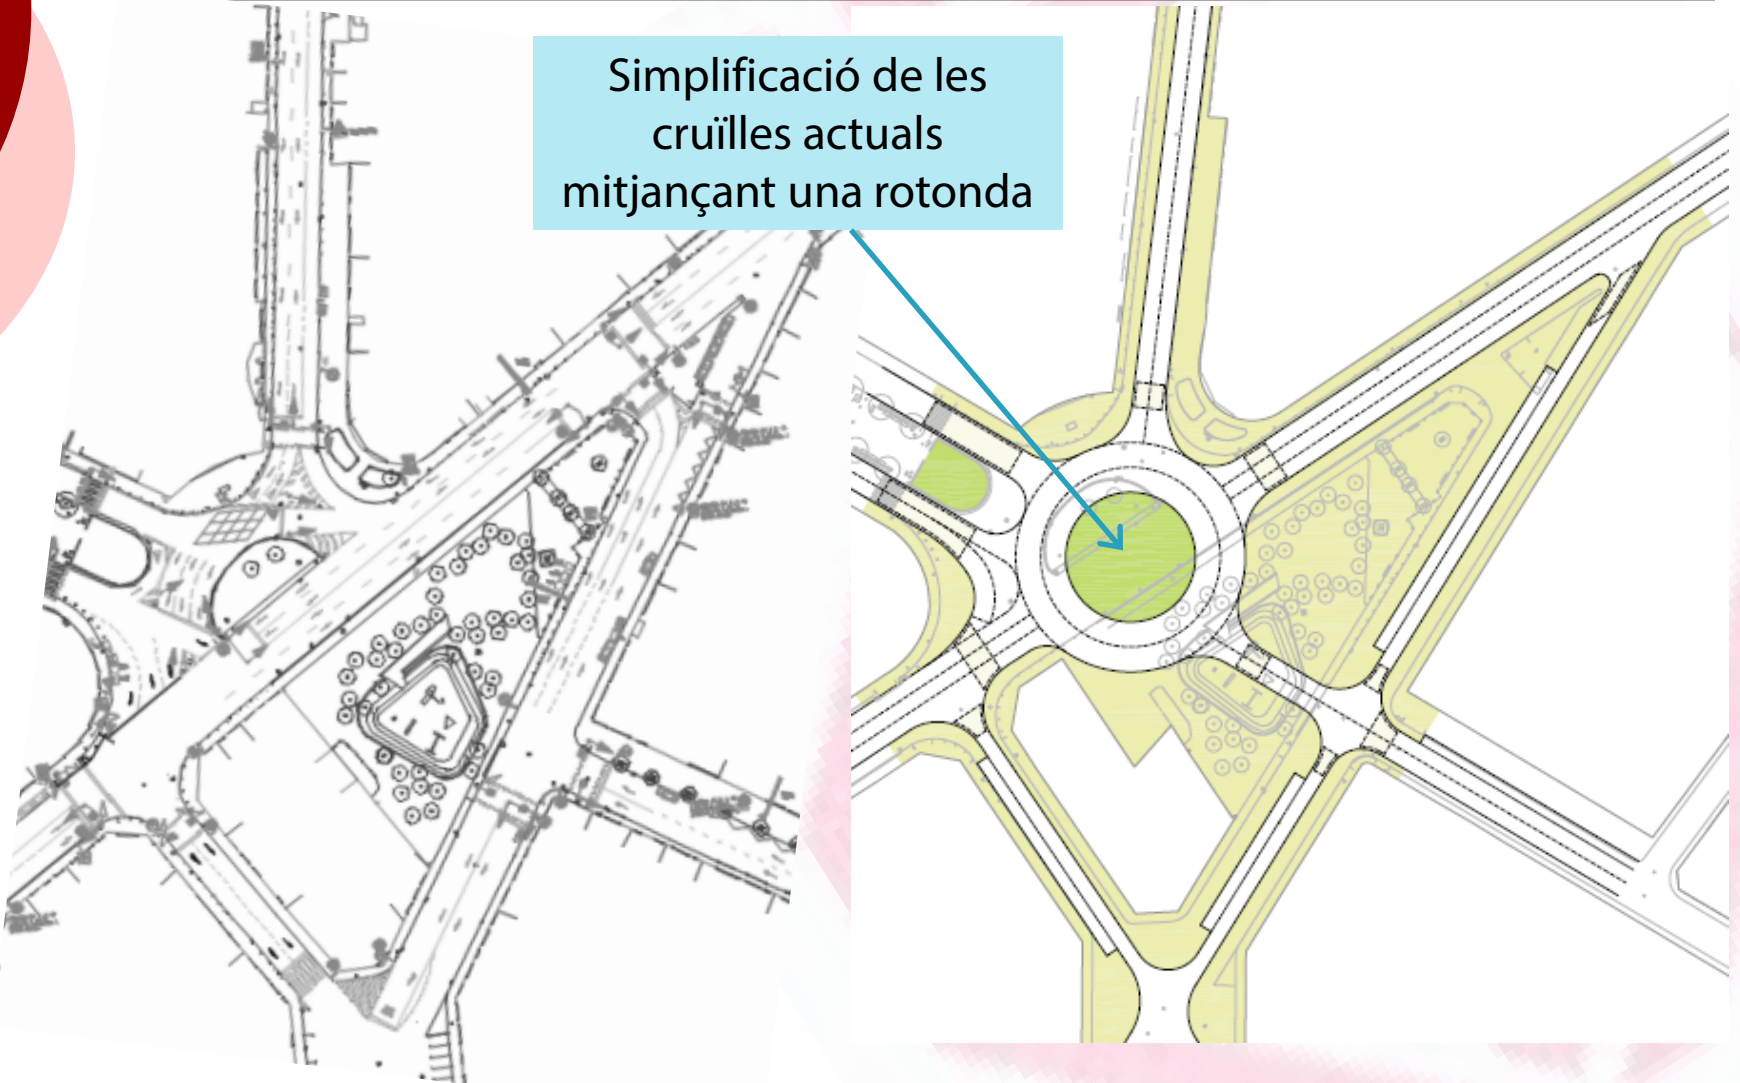 Simplificació de les
cruïlles actuals
mitjançant una rotonda